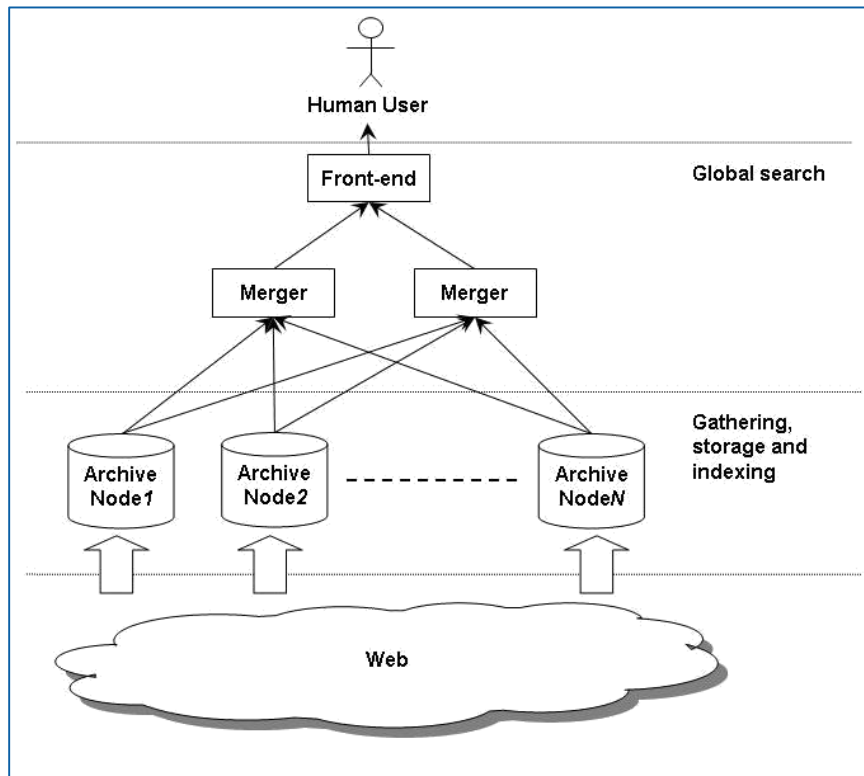 Human User
Front-end
Global search
Merger
Merger
Gathering,
storage and
indexing
Archive
Node1
Archive
Node2
Archive
NodeN
Web